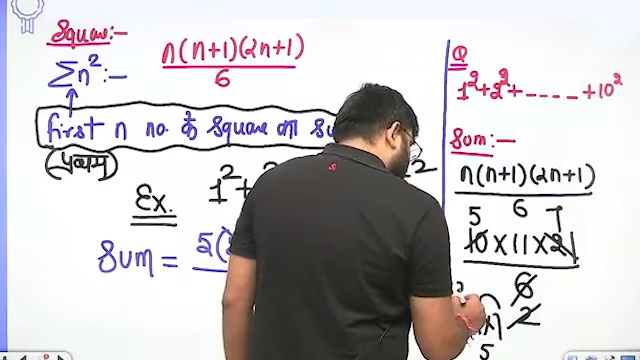 Square:-
Σn²:- n(n+1)(2n+1)
6
first n no. के square का
(प्रथम)
Ex. 1²+
Sum = 5(
Q
1²+2²+----+10²
Sum:-
n(n+1)(2n+1)
6
5 7
10×11×21
6
2
5